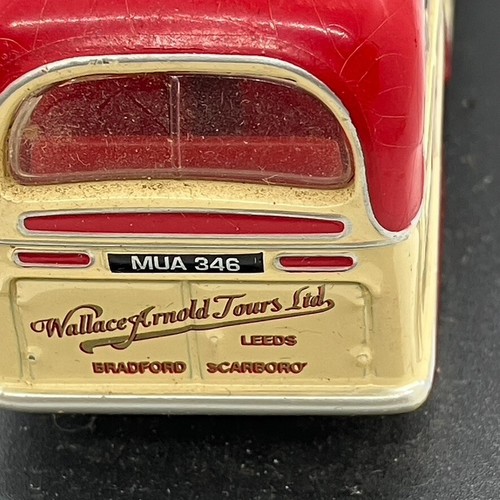 MUA 346
Wallace Arnold Tours Ltd.
LEEDS
BRADFORD SCARBORO'